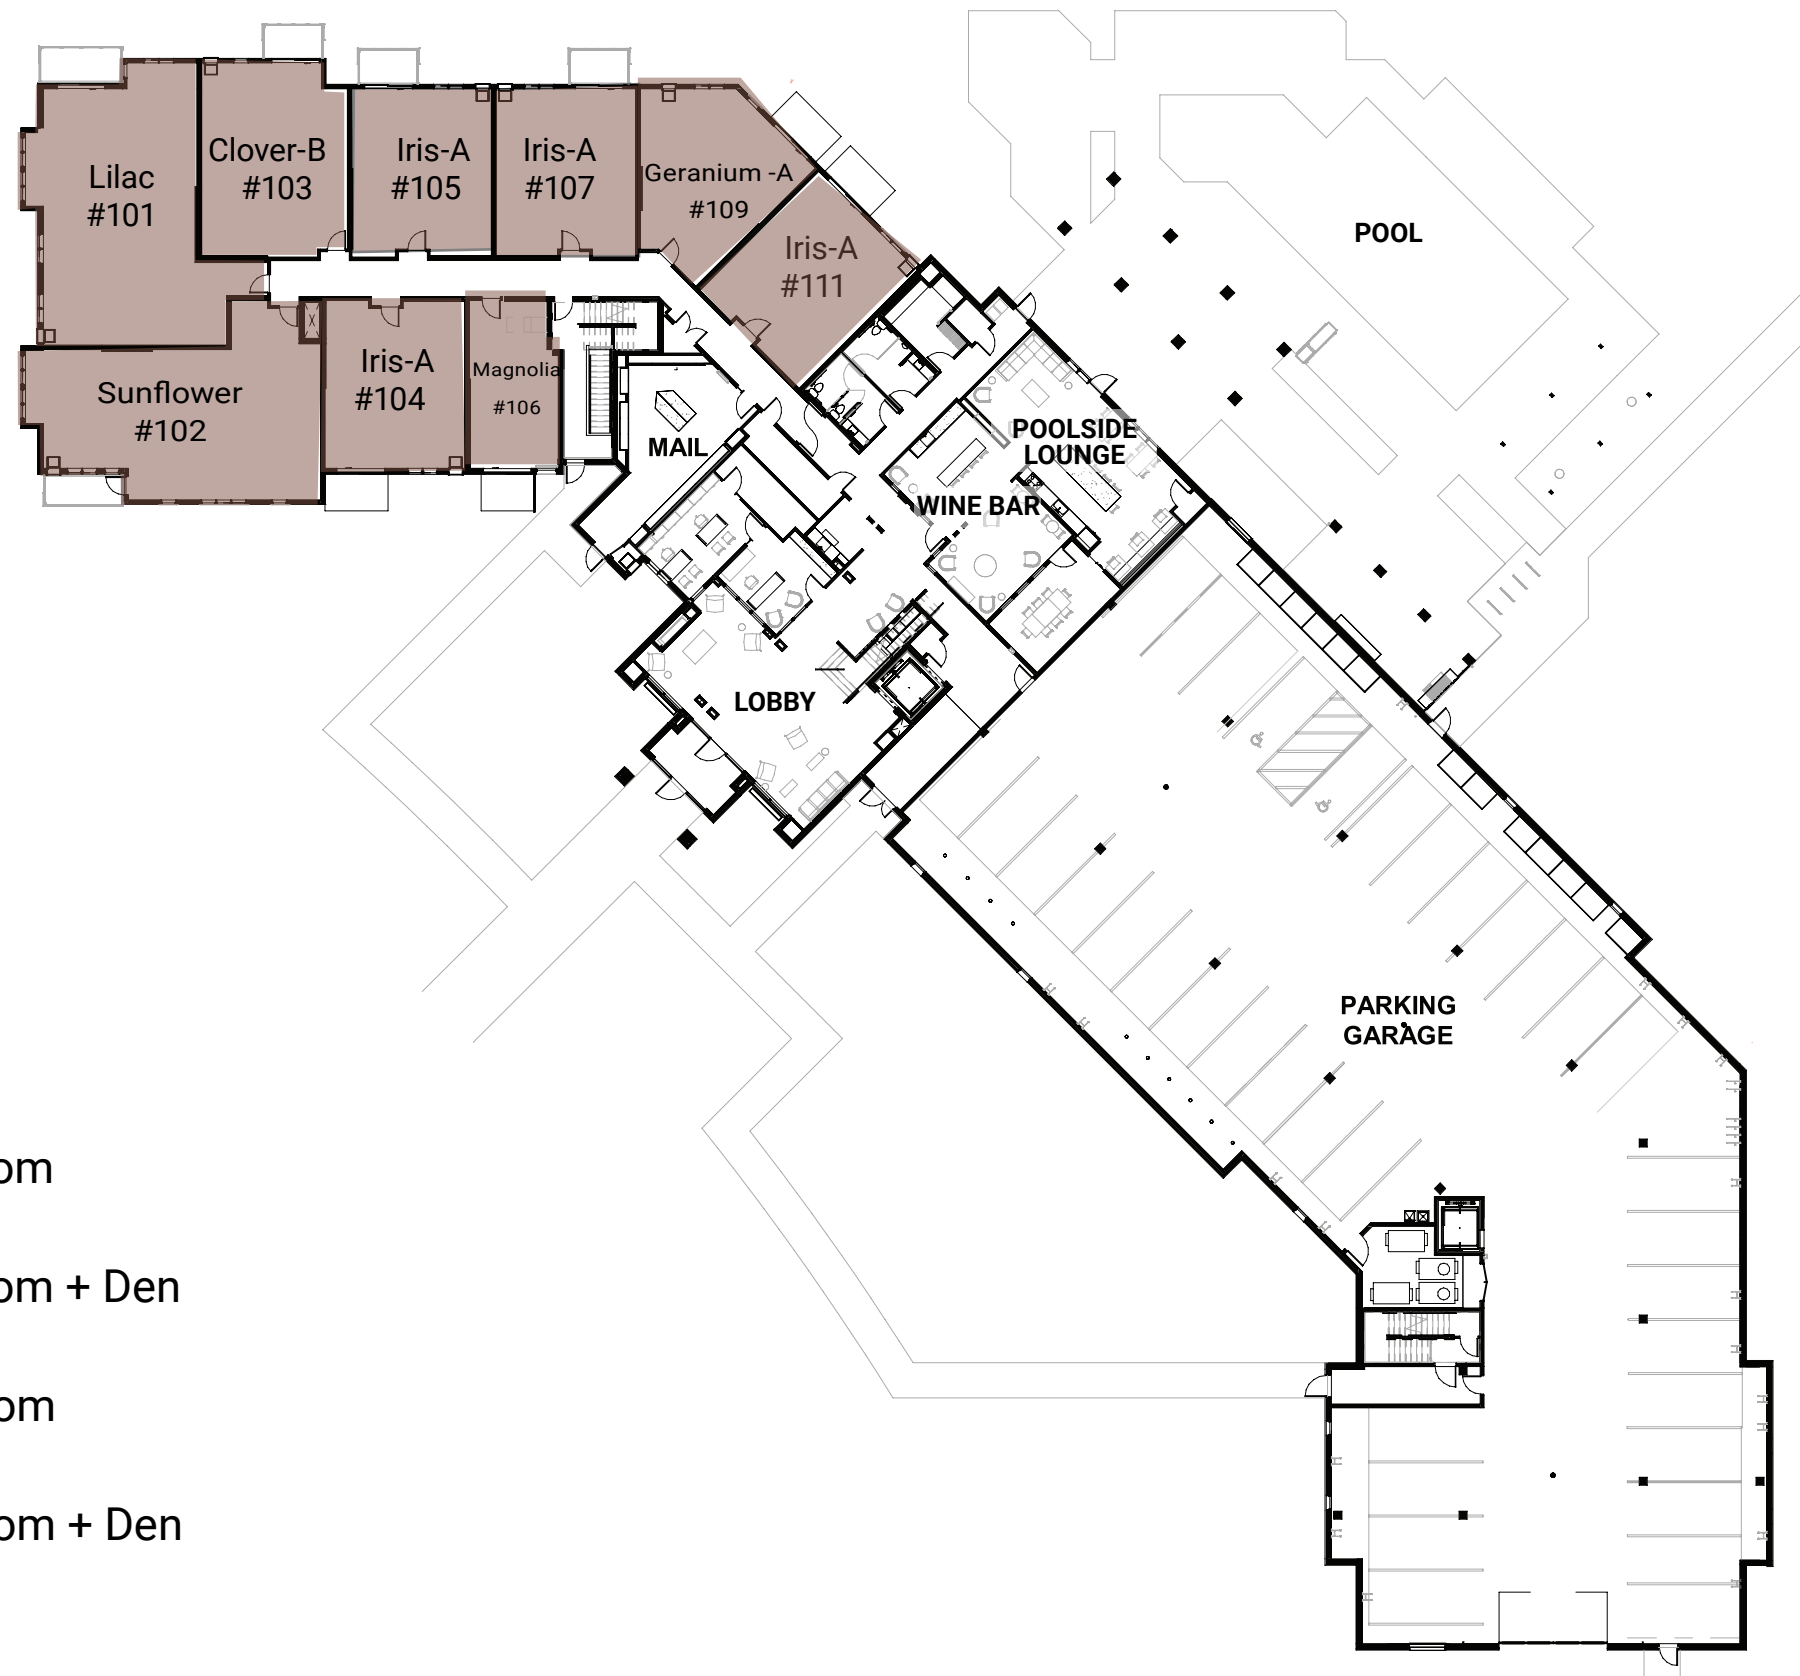 Lilac
#101
Clover-B
#103
Iris-A
#105
Iris-A
#107
Geranium -A
#109
Iris-A
#111
Sunflower
#102
Iris-A
#104
Magnolia
#106
MAIL
POOL
POOLSIDE
LOUNGE
WINE BAR
LOBBY
PARKING
GARAGE
om
om + Den
om
om + Den